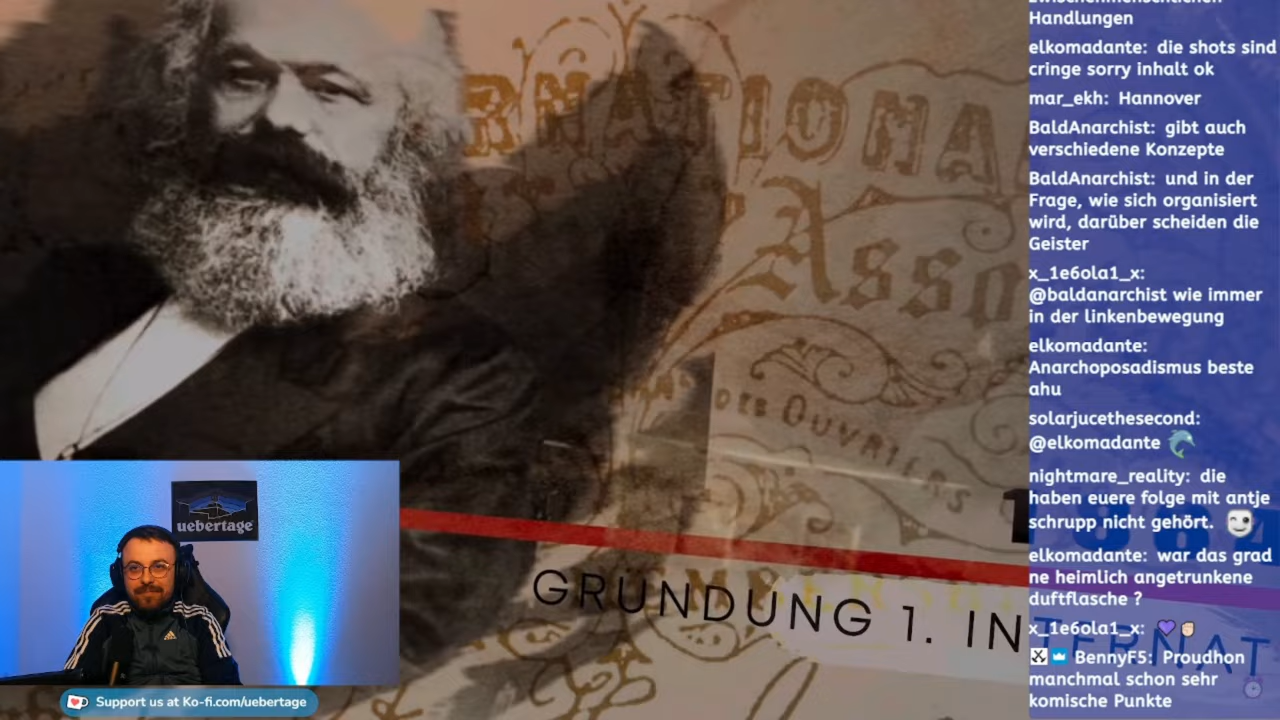 ERNATIONA
Asso
DES OUVRIERS
GRÜNDUNG 1. INTERNAT
uebertage
Support us at Ko-fi.com/uebertage
Handlungen
elkomadante: die shots sind
cringe sorry inhalt ok
mar_ekh: Hannover
BaldAnarchist: gibt auch
verschiedene Konzepte
BaldAnarchist: und in der
Frage, wie sich organisiert
wird, darüber scheiden die
Geister
x_1e6ola1_x:
@baldanarchist wie immer
in der linkenbewegung
elkomadante:
Anarchoposadismus beste
ahu
solarjucethesecond:
@elkomadante
nightmare_reality: die
haben euere folge mit antje
schrupp nicht gehört.
elkomadante: war das grad
ne heimlich angetrunkene
duftflasche ?
x_1e6ola1_x:
BennyF5: Proudhon
manchmal schon sehr
komische Punkte